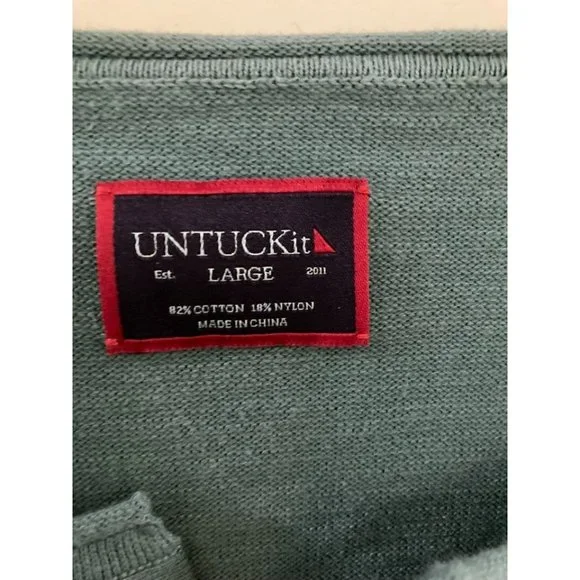 UNTUCKit
Est. LARGE 2011
82% COTTON 18% NYLON
MADE IN CHINA